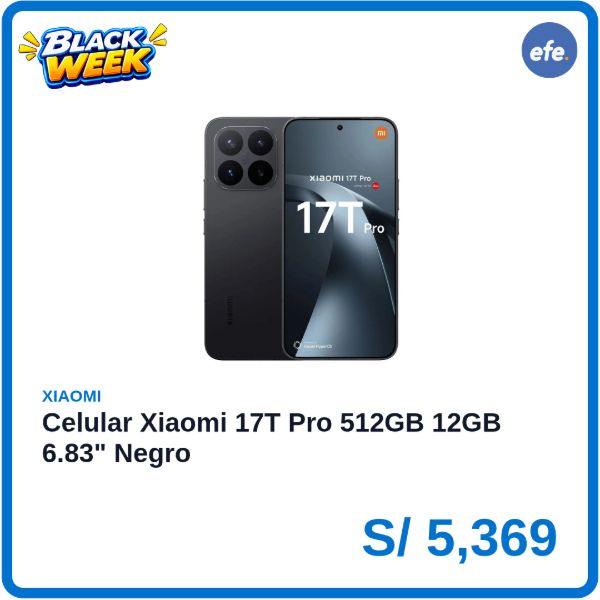 BLACK
WEEK
efe.
xiaomi 17T Pro
17T Pro
XIAOMI
Celular Xiaomi 17T Pro 512GB 12GB
6.83" Negro
S/ 5,369